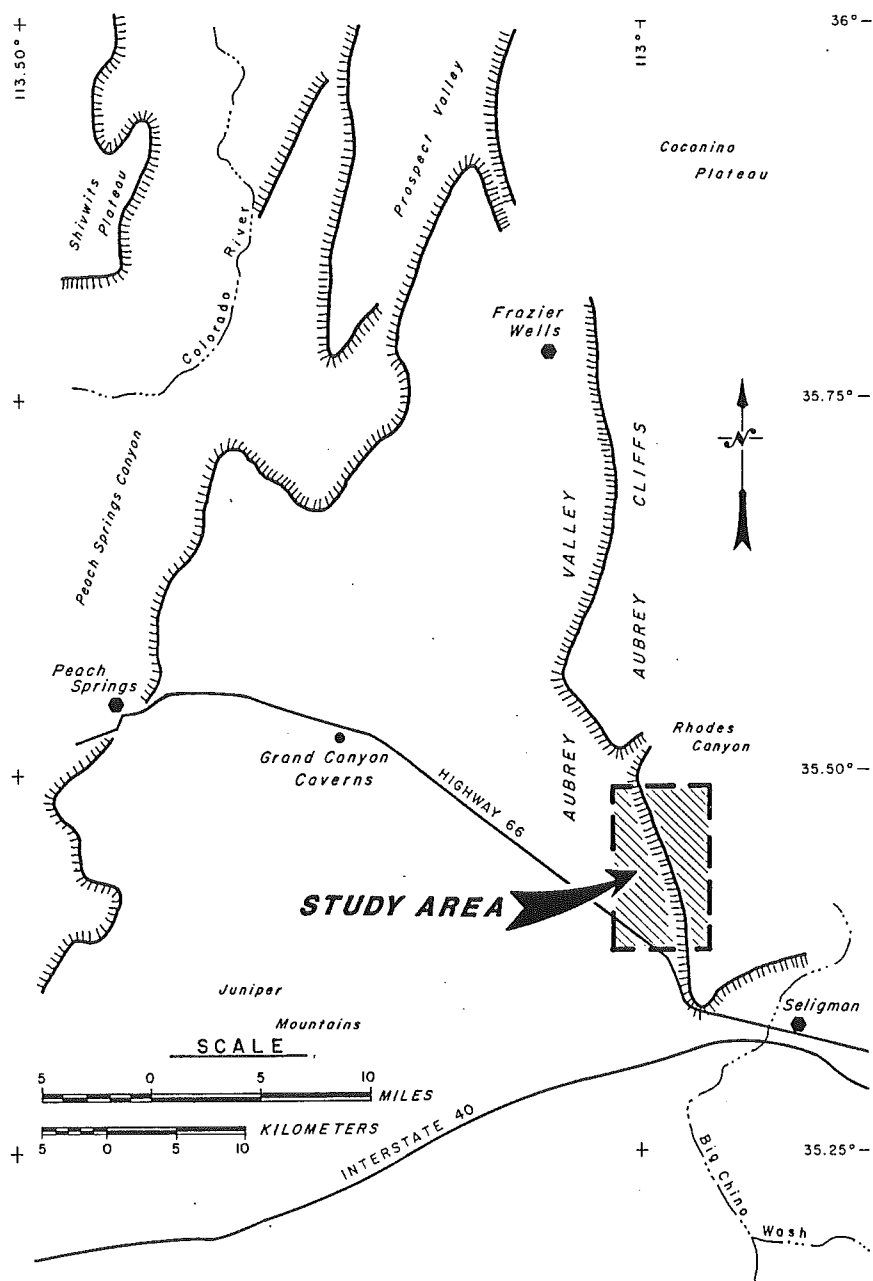 113.50° +
113° +
36° –
Coconino
Plateau
Prospect Valley
Shivwits
Plateau
Colorado River
Frazier
Wells
+
35.75° –
N
Peach Springs Canyon
AUBREY VALLEY
AUBREY CLIFFS
Peach
Springs
Rhodes
Canyon
Grand Canyon
Caverns
+
35.50° –
HIGHWAY 66
STUDY AREA
Juniper
Mountains
Seligman
SCALE
5 0 5 10
MILES
KILOMETERS
5 0 5 10
INTERSTATE 40
+
+
35.25° –
Big Chino
Wash